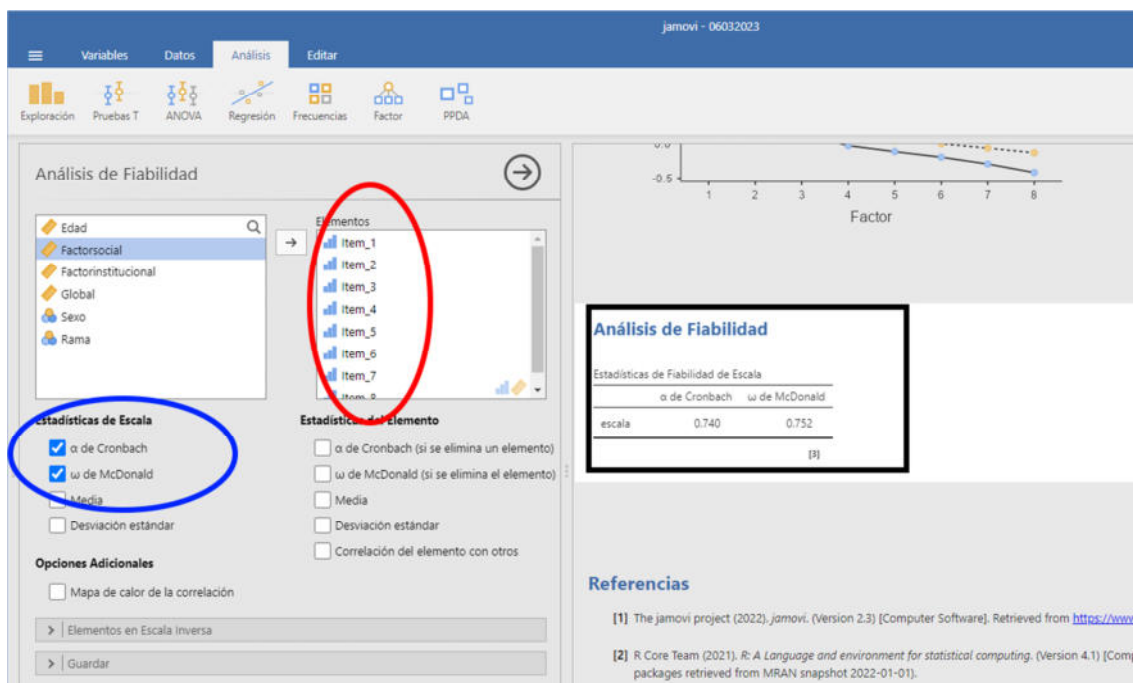 jamovi - 06032023
Variables Datos Análisis Editar
Exploración Pruebas T ANOVA Regresión Frecuencias Factor PPDA
Análisis de Fiabilidad
Edad
Factorsocial
Factorinstitucional
Global
Sexo
Rama
Elementos
Item_1
Item_2
Item_3
Item_4
Item_5
Item_6
Item_7
Item_8
Estadísticas de Escala
α de Cronbach
ω de McDonald
Media
Desviación estándar
Estadísticas del Elemento
α de Cronbach (si se elimina un elemento)
ω de McDonald (si se elimina el elemento)
Media
Desviación estándar
Correlación del elemento con otros
Opciones Adicionales
Mapa de calor de la correlación
Elementos en Escala Inversa
Guardar
0.0
-0.5
1 2 3 4 5 6 7 8
Factor
Análisis de Fiabilidad
Estadísticas de Fiabilidad de Escala
α de Cronbach ω de McDonald
escala 0.740 0.752
[3]
Referencias
[1] The jamovi project (2022). jamovi. (Version 2.3) [Computer Software]. Retrieved from https://www
[2] R Core Team (2021). R: A Language and environment for statistical computing. (Version 4.1) [Comp
packages retrieved from MRAN snapshot 2022-01-01).